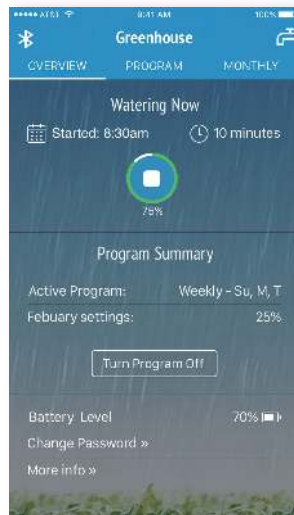 AT&T 9:41 AM 100%
Greenhouse
OVERVIEW PROGRAM MONTHLY
Watering Now
Started: 8:30am 10 minutes
75%
Program Summary
Active Program: Weekly - Su, M, T
Febuary settings: 25%
Turn Program Off
Battery Level 70%
Change Password »
More info »